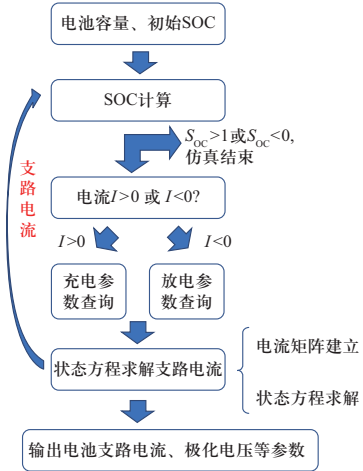 电池容量、初始SOC
SOC计算
S_OC>1或S_OC<0,
仿真结束
支路电流
电流I>0 或 I<0?
I>0
I<0
充电参
数查询
放电参
数查询
状态方程求解支路电流
电流矩阵建立
状态方程求解
输出电池支路电流、极化电压等参数